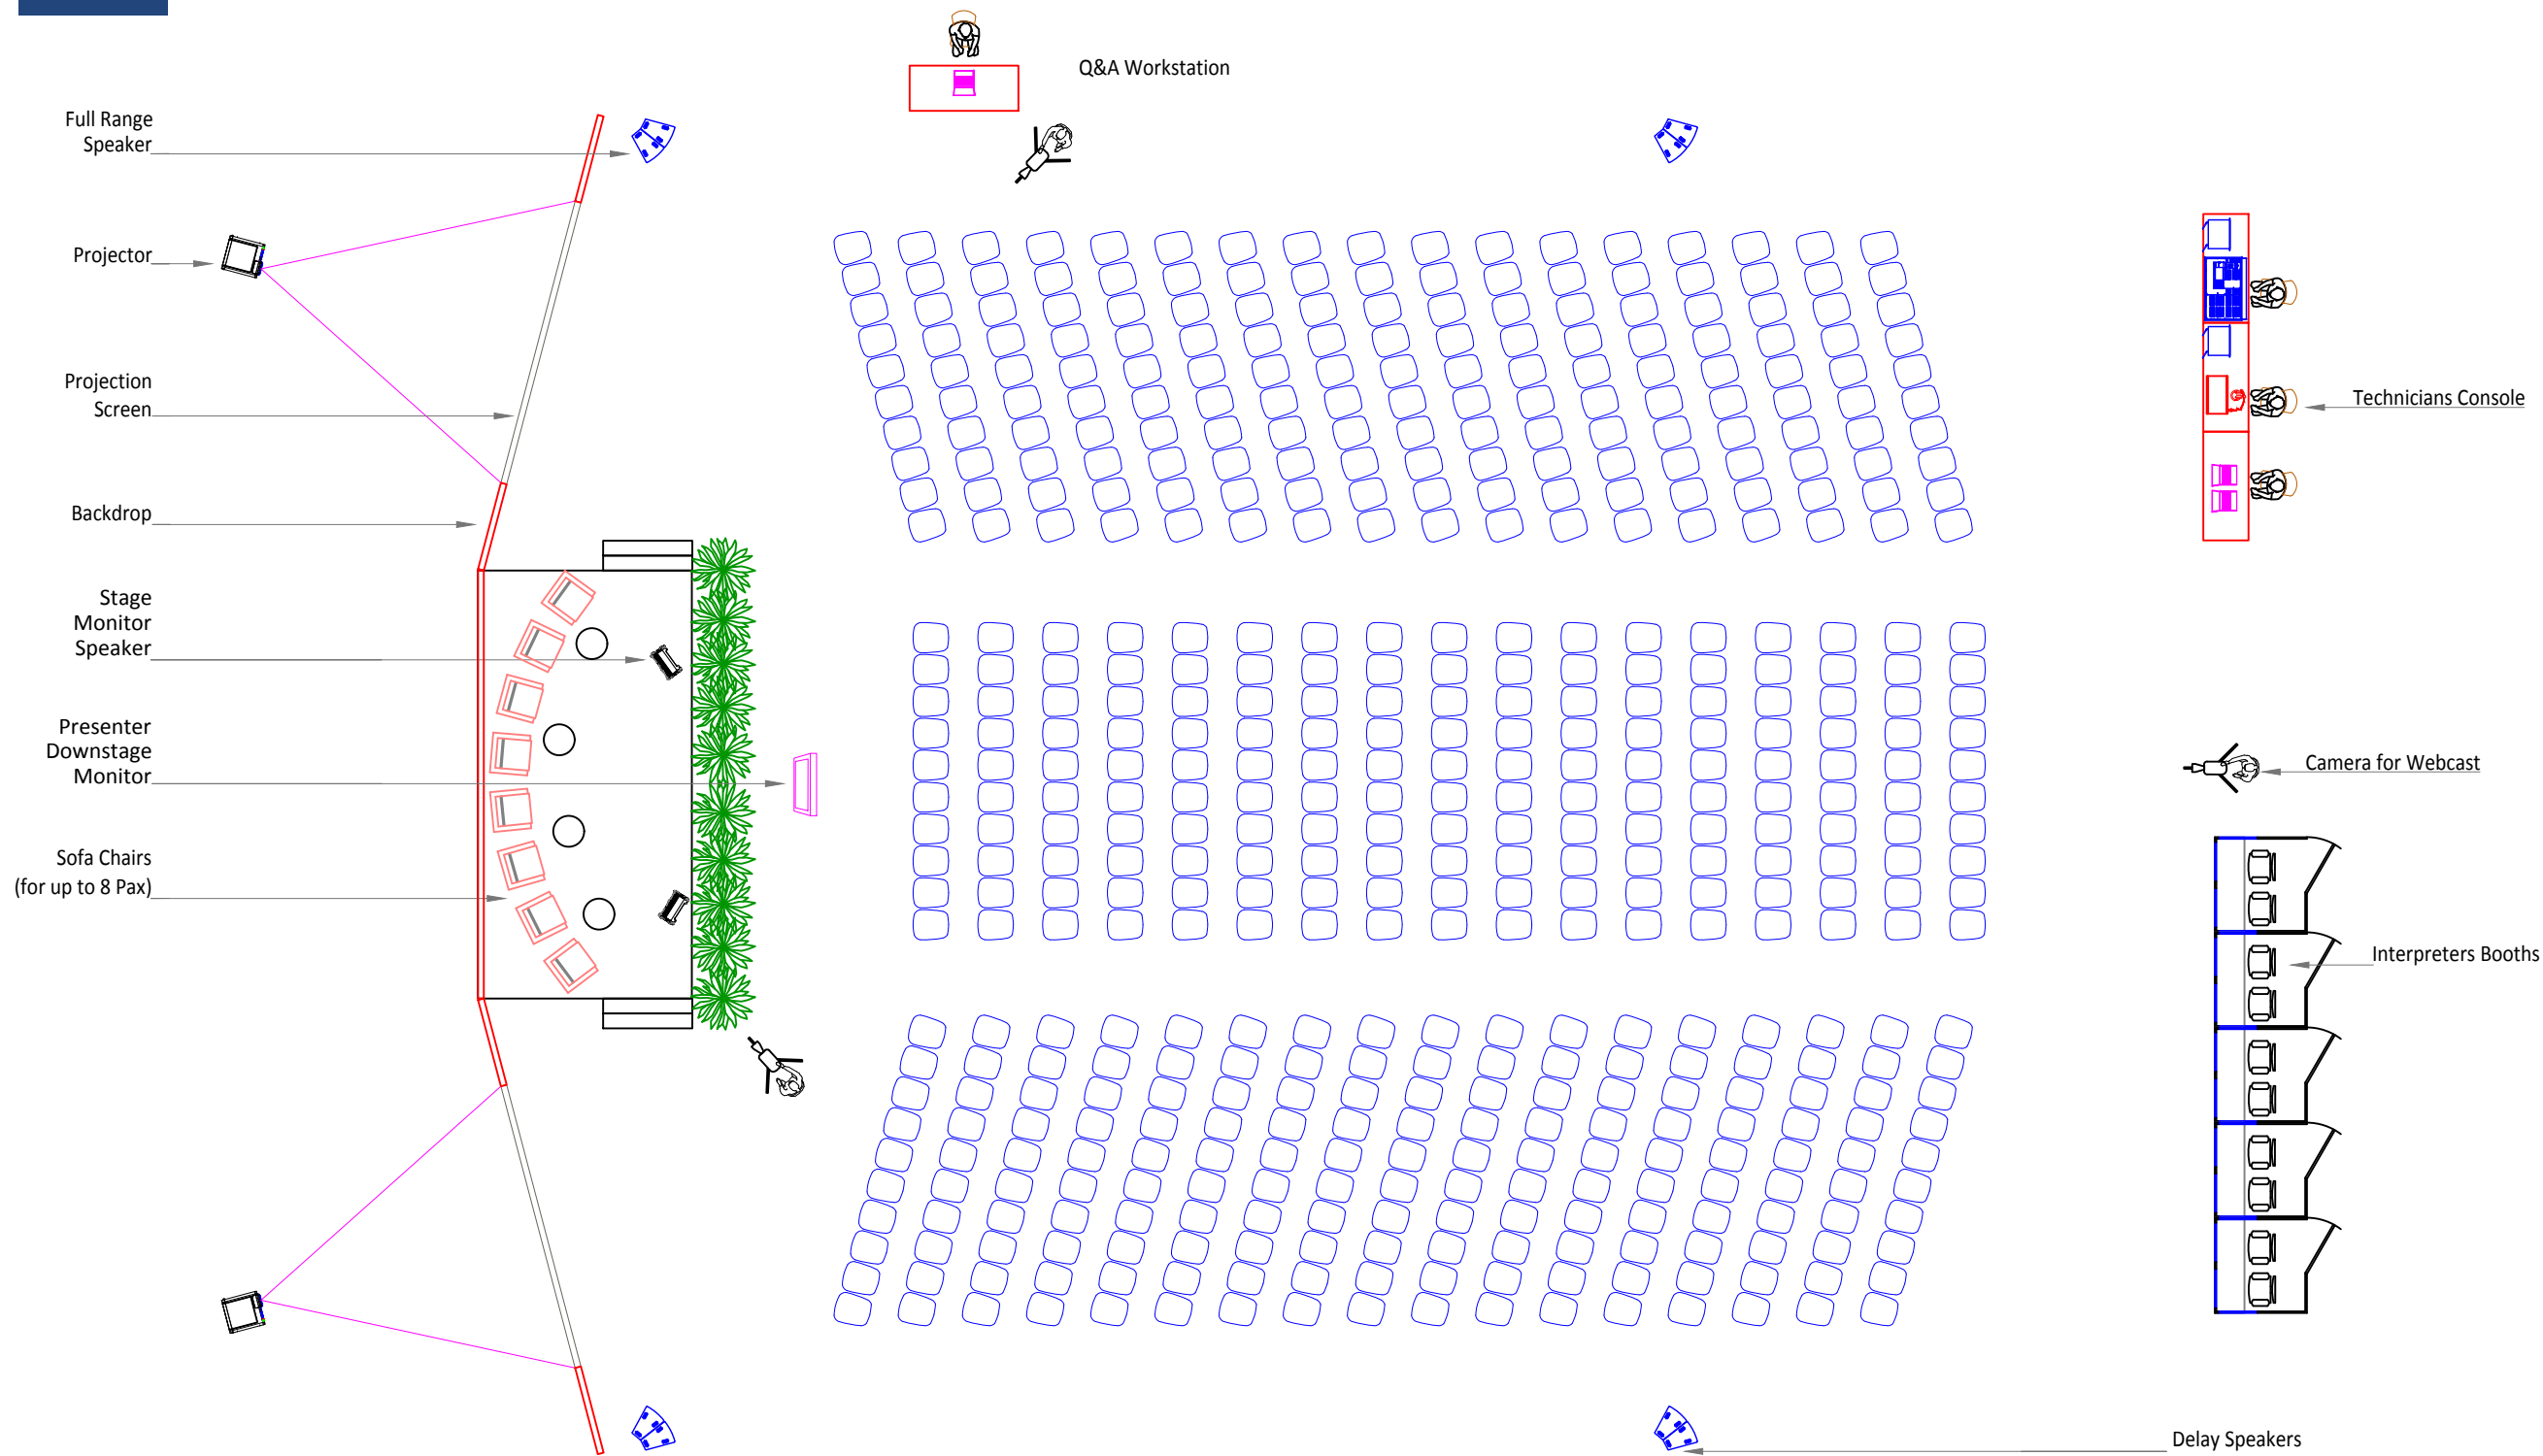 Q&A Workstation
Full Range
Speaker
Projector
Projection
Screen
Technicians Console
Backdrop
Stage
Monitor
Speaker
Presenter
Downstage
Monitor
Camera for Webcast
Sofa Chairs
(for up to 8 Pax)
Interpreters Booths
Delay Speakers